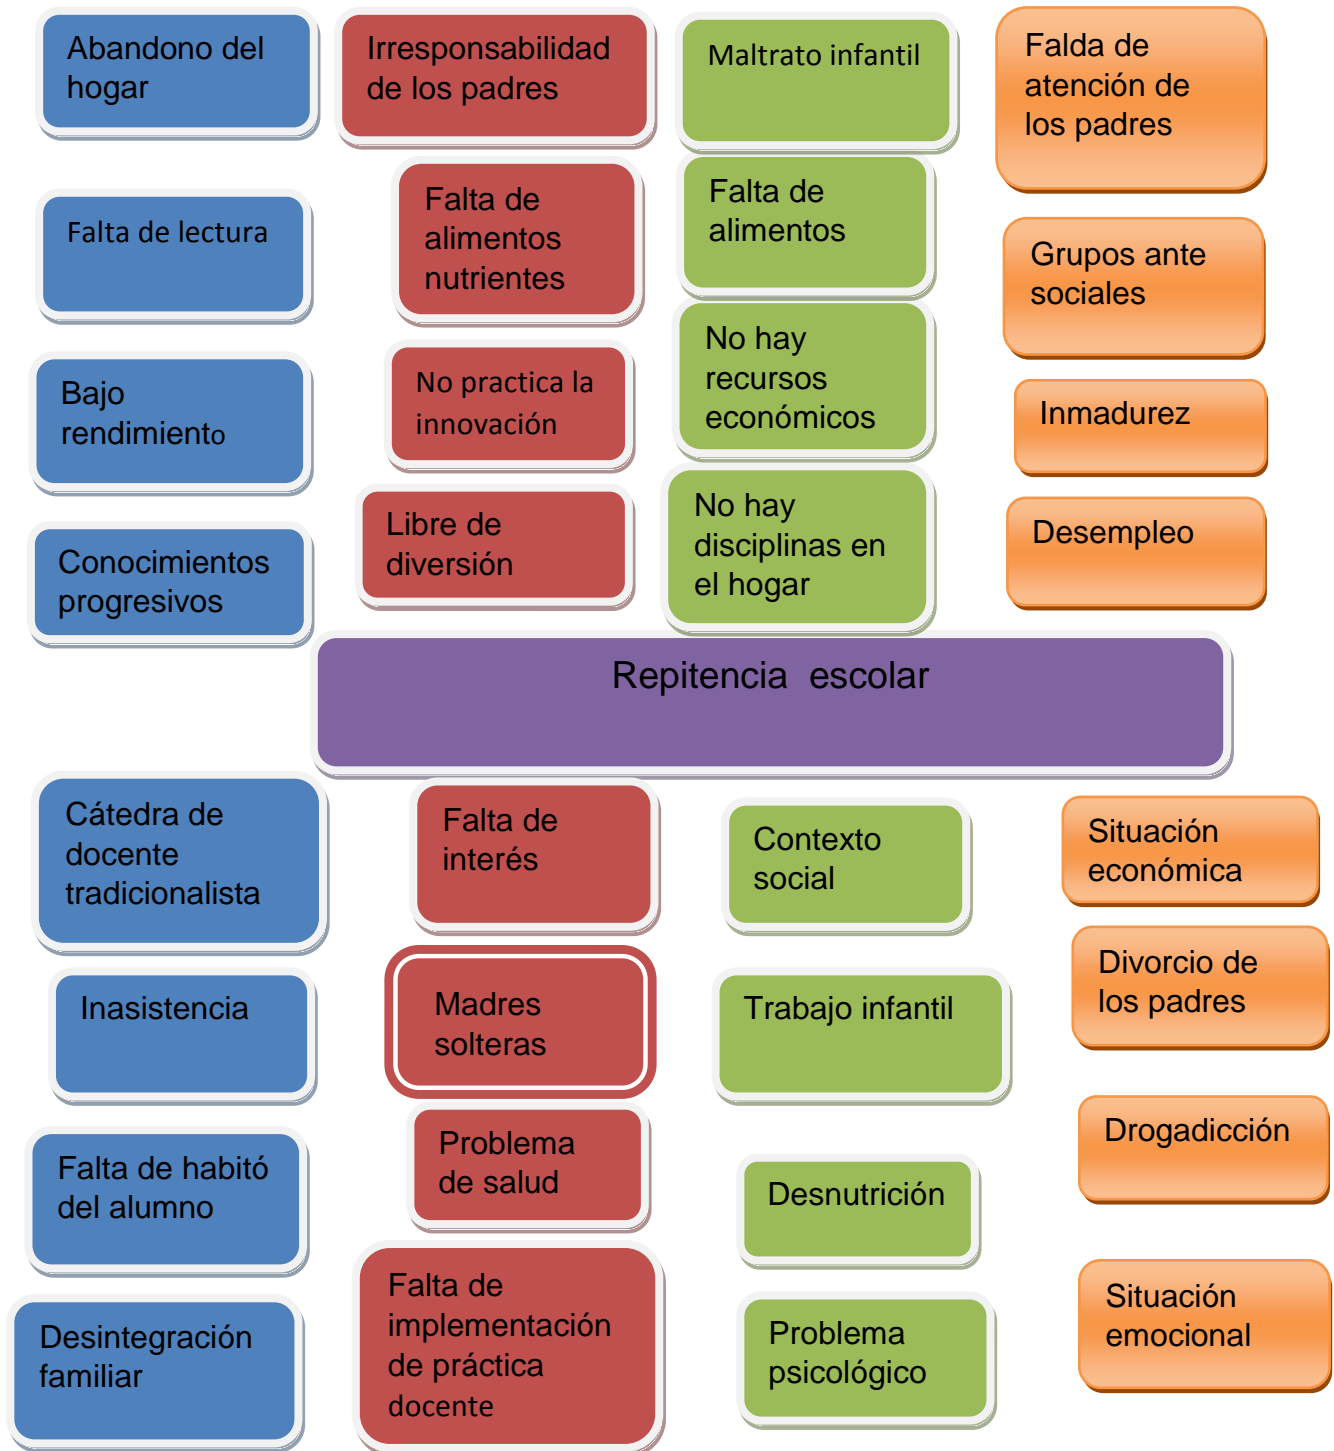 Abandono del
hogar
Irresponsabilidad
de los padres
Maltrato infantil
Falda de
atención de
los padres
Falta de lectura
Falta de
alimentos
nutrientes
Falta de
alimentos
Grupos ante
sociales
Bajo
rendimiento
No practica la
innovación
No hay
recursos
económicos
Inmadurez
Conocimientos
progresivos
Libre de
diversión
No hay
disciplinas en
el hogar
Desempleo
Repitencia escolar
Cátedra de
docente
tradicionalista
Falta de
interés
Contexto
social
Situación
económica
Inasistencia
Madres
solteras
Trabajo infantil
Divorcio de
los padres
Falta de habitó
del alumno
Problema
de salud
Desnutrición
Drogadicción
Desintegración
familiar
Falta de
implementación
de práctica
docente
Problema
psicológico
Situación
emocional